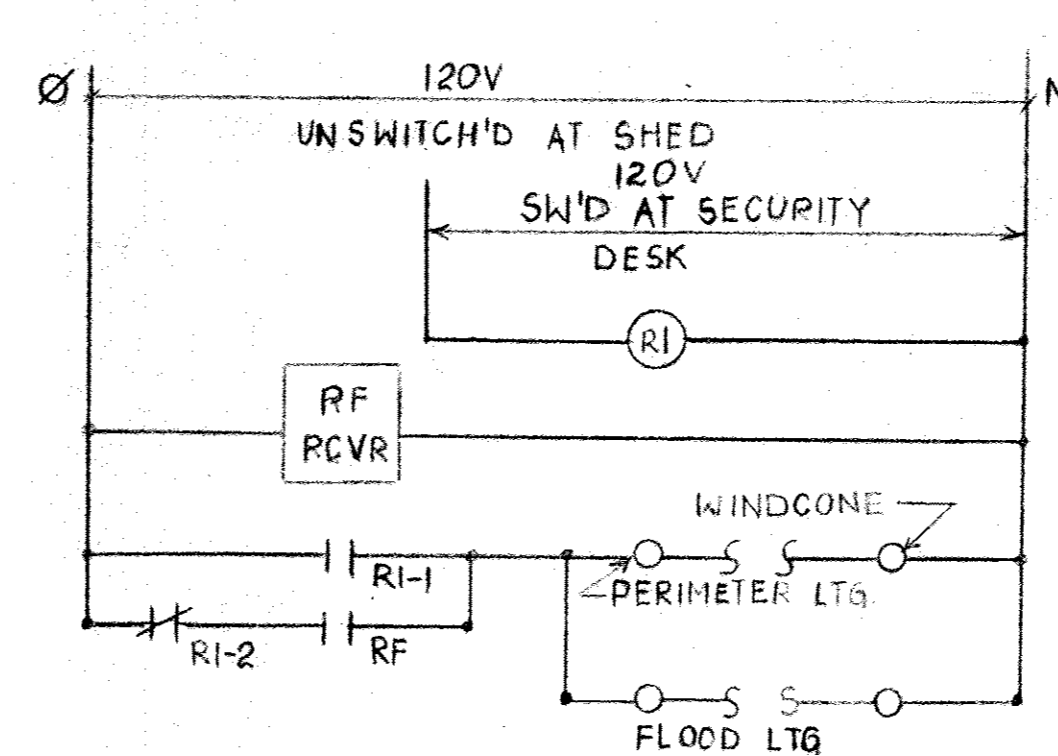 Ø 120V N
UNSWITCH'D AT SHED
120V
SW'D AT SECURITY
DESK
R1
RF
RCVR
WINDCONE
R1-1
PERIMETER LTG.
R1-2
RF
FLOOD LTG